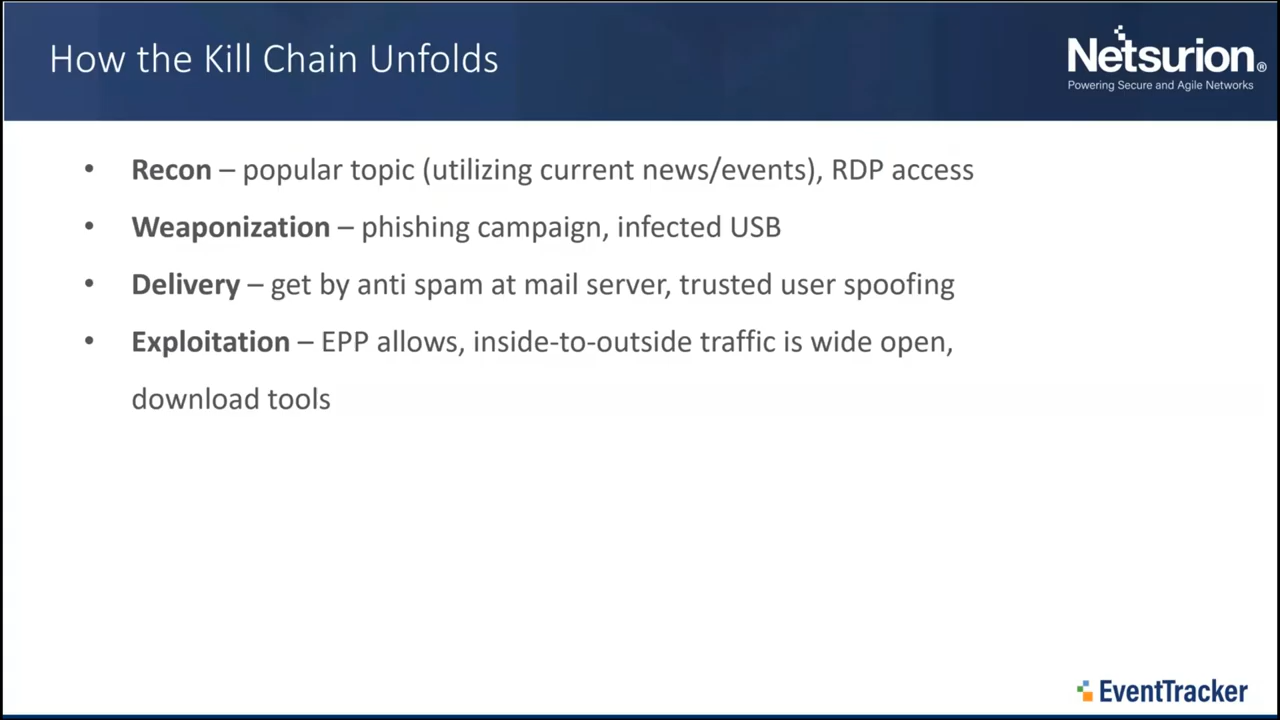 How the Kill Chain Unfolds
Netsurion®
Powering Secure and Agile Networks
• Recon – popular topic (utilizing current news/events), RDP access
• Weaponization – phishing campaign, infected USB
• Delivery – get by anti spam at mail server, trusted user spoofing
• Exploitation – EPP allows, inside-to-outside traffic is wide open,
download tools
EventTracker